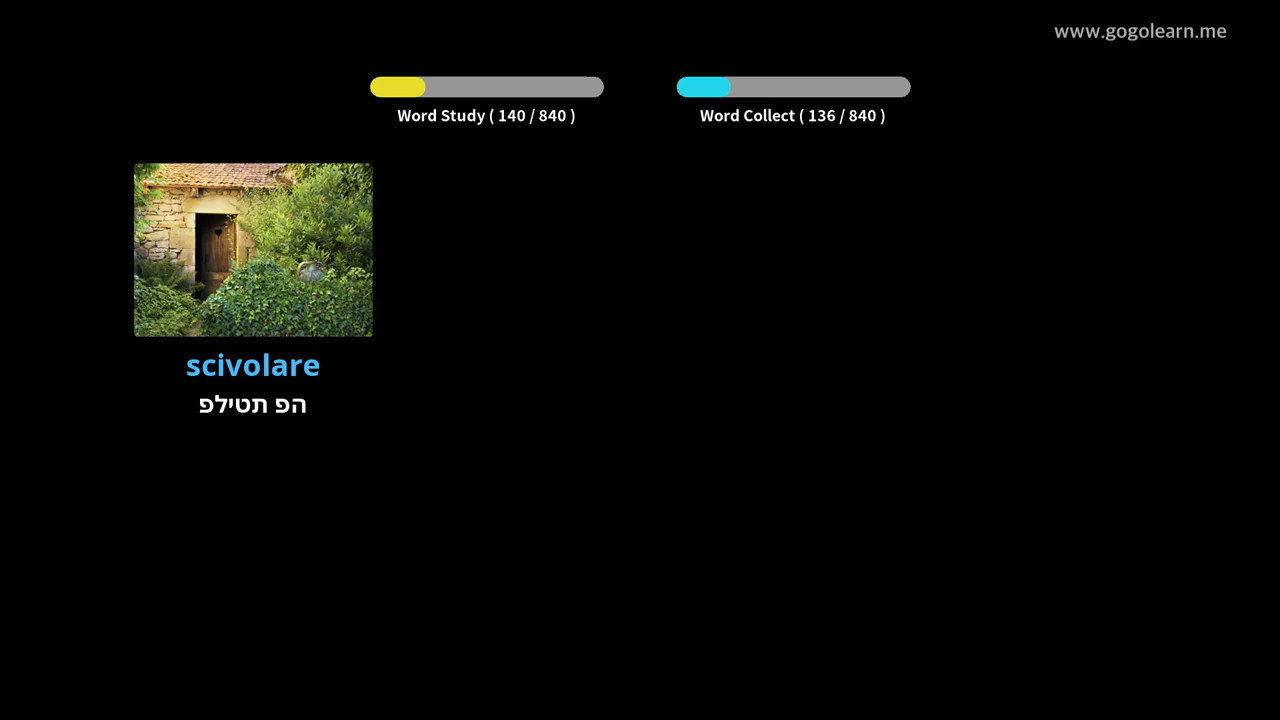 www.gogolearn.me
Word Study ( 140 / 840 )
Word Collect ( 136 / 840 )
scivolare
הפ תטילפ